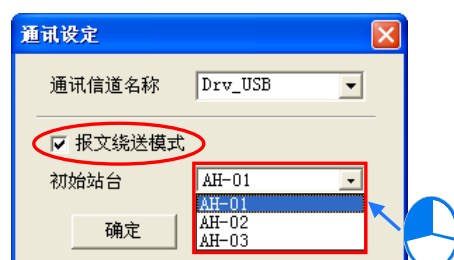 通讯设定
通讯信道名称 Drv_USB
报文绕送模式
初始站台 AH-01
AH-01
确定 AH-02
AH-03